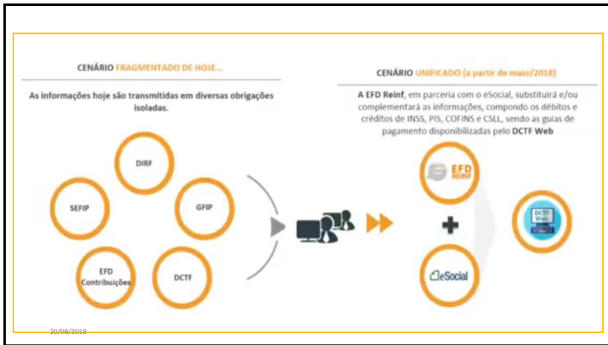 CENÁRIO FRAGMENTADO DE HOJE...
As informações hoje são transmitidas em diversas obrigações
isoladas.
DIRF
SEFIP
GFIP
EFD
Contribuições
DCTF
CENÁRIO UNIFICADO (a partir de maio/2018)
A EFD Reinf, em parceria com o eSocial, substituirá e/ou
complementará as informações, compondo os débitos e
créditos de INSS, PIS, COFINS e CSLL, sendo as guias de
pagamento disponibilizadas pelo DCTF Web
EFD
REINF
eSocial
DCTF
Web
20/08/2018